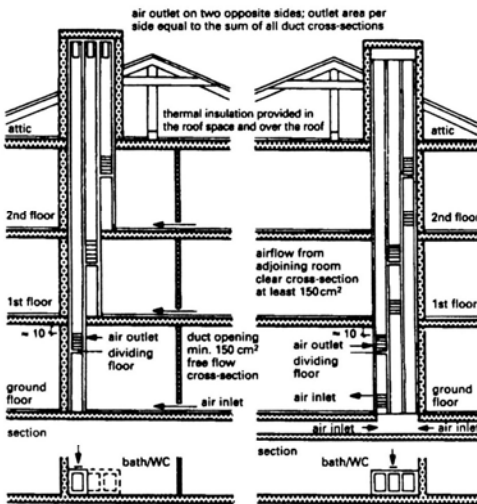 air outlet on two opposite sides; outlet area per
side equal to the sum of all duct cross-sections
thermal insulation provided in
the roof space and over the roof
attic
attic
2nd floor
2nd floor
airflow from
adjoining room
clear cross-section
at least 150cm²
1st floor
1st floor
≈ 10
air outlet
dividing
floor
duct opening
min. 150 cm²
free flow
cross-section
≈ 10
air outlet
dividing
floor
ground
floor
air inlet
air inlet
ground
floor
air inlet
air inlet
section
section
bath/WC
bath/WC